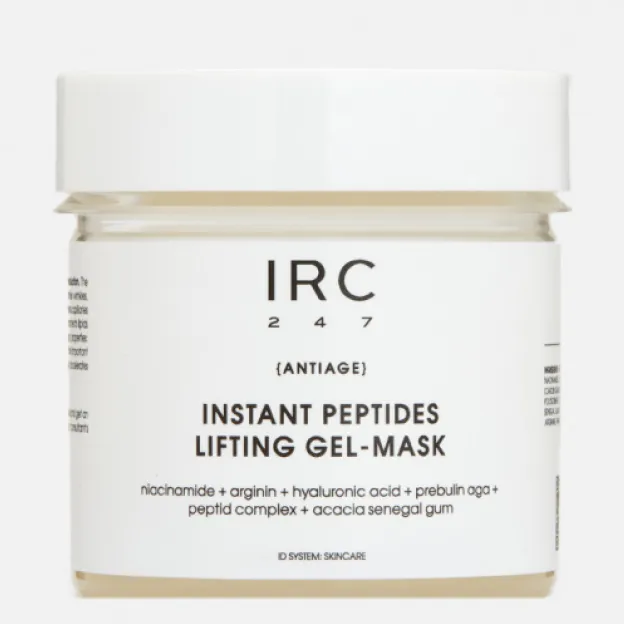 IRC
2 4 7
{ANTIAGE}
INSTANT PEPTIDES
LIFTING GEL-MASK
niacinamide + arginin + hyaluronic acid + prebulin aga +
peptid complex + acacia senegal gum
ID SYSTEM: SKINCARE